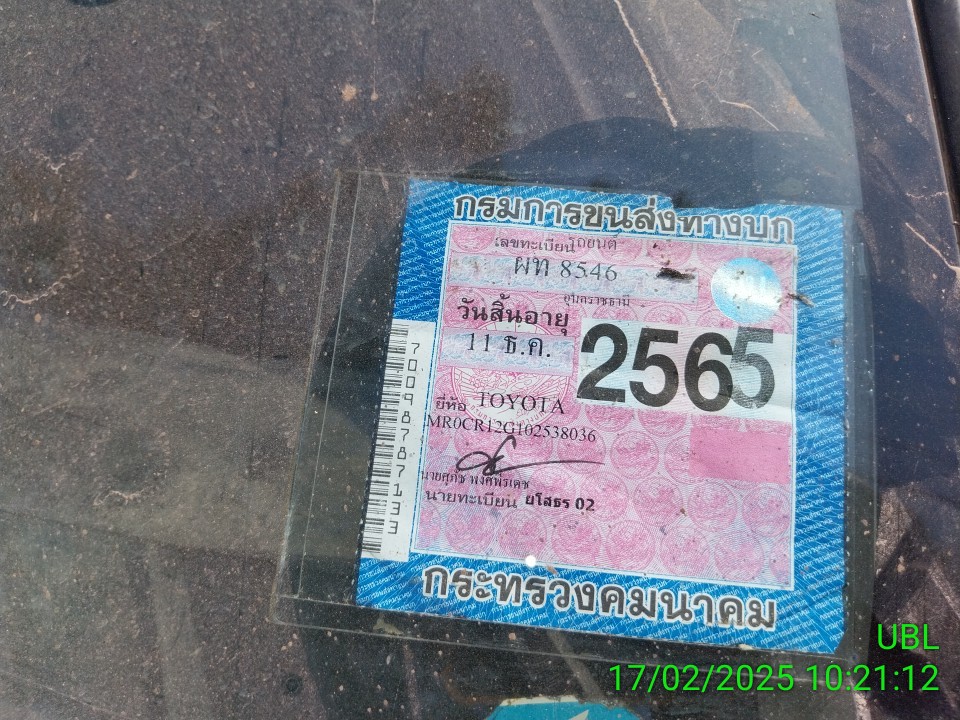 กรมการขนส่งทางบก
เลขทะเบียนรถยนต์
ผท 8546
อุบลราชธานี
วันสิ้นอายุ
11 ธ.ค.
2565
ยี่ห้อ TOYOTA
MR0CR12G102538036
นายทะเบียน ยโสธร 02
7009878787133
กระทรวงคมนาคม
UBL
17/02/2025 10:21:12